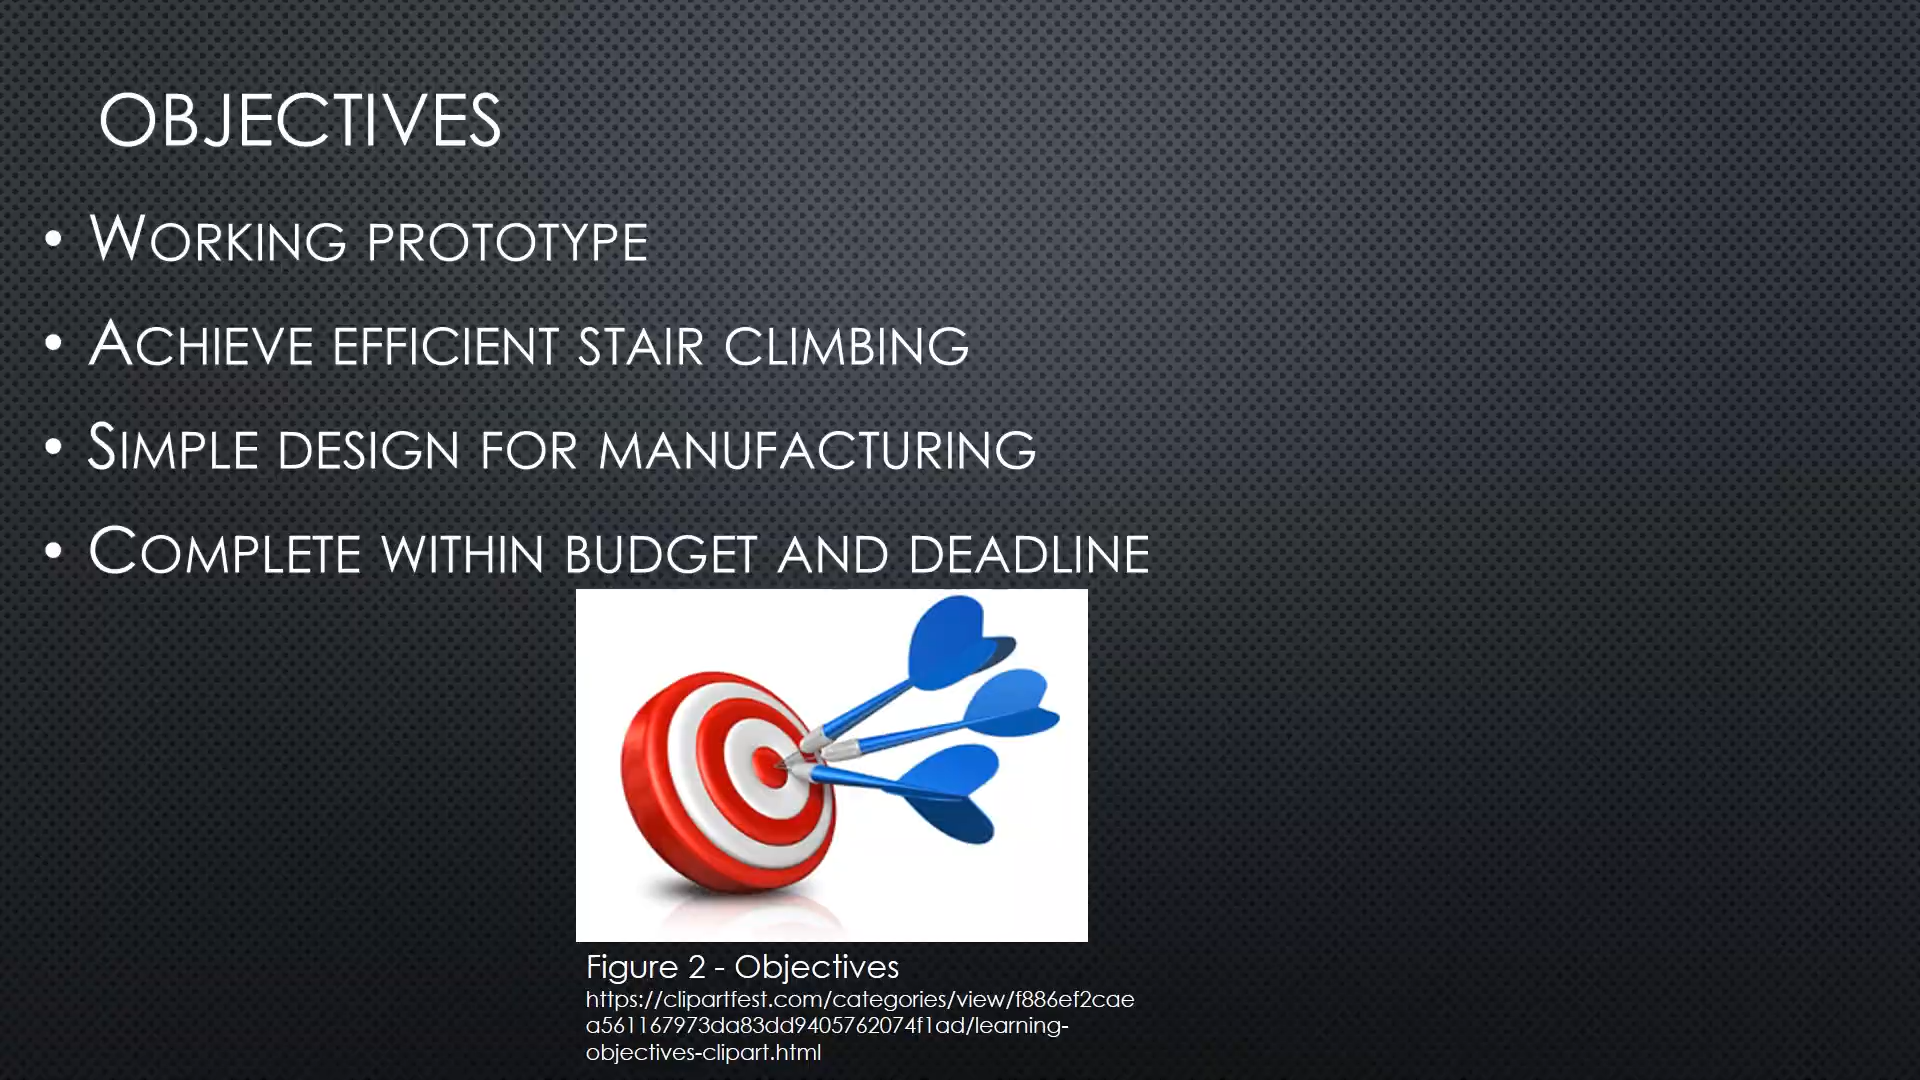 OBJECTIVES
• WORKING PROTOTYPE
• ACHIEVE EFFICIENT STAIR CLIMBING
• SIMPLE DESIGN FOR MANUFACTURING
• COMPLETE WITHIN BUDGET AND DEADLINE
Figure 2 - Objectives
https://clipartfest.com/categories/view/f886ef2cae
a561167973da83dd9405762074f1ad/learning-
objectives-clipart.html